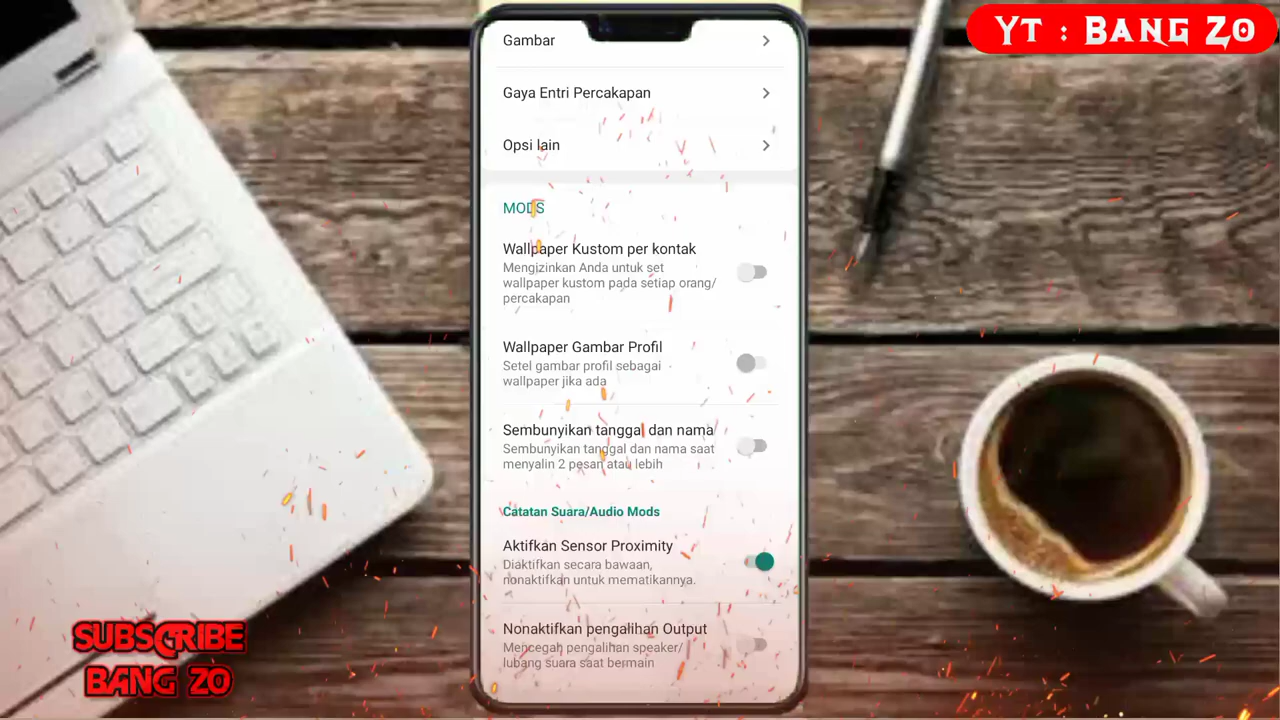 Yt : Bang Zo
Gambar
Gaya Entri Percakapan
Opsi lain
MODS
Wallpaper Kustom per kontak
Mengizinkan Anda untuk set
wallpaper kustom pada setiap orang/
percakapan
Wallpaper Gambar Profil
Setel gambar profil sebagai
wallpaper jika ada
Sembunyikan tanggal dan nama
Sembunyikan tanggal dan nama saat
menyalin 2 pesan atau lebih
Catatan Suara/Audio Mods
Aktifkan Sensor Proximity
Diaktifkan secara bawaan,
nonaktifkan untuk mematikannya.
Nonaktifkan pengalihan Output
Mencegah pengalihan speaker/
lubang suara saat bermain
SUBSCRIBE
BANG ZO